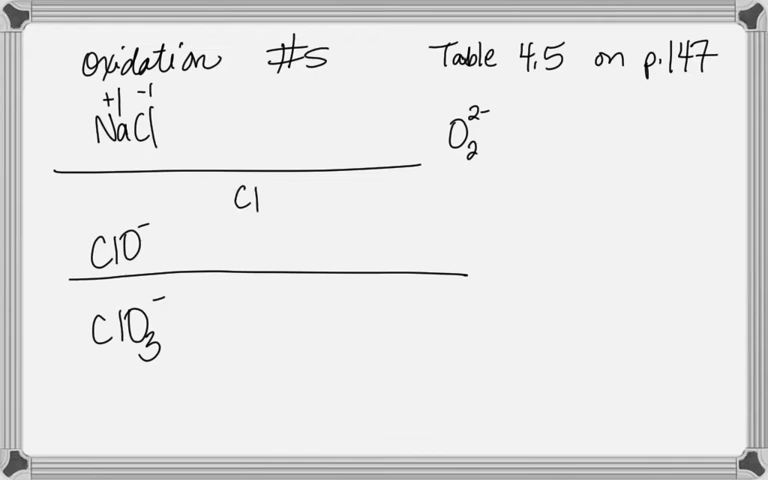 oxidation #s Table 4.5 on p.147
+1 -1
NaCl O₂²⁻
Cl
ClO⁻
ClO₃⁻